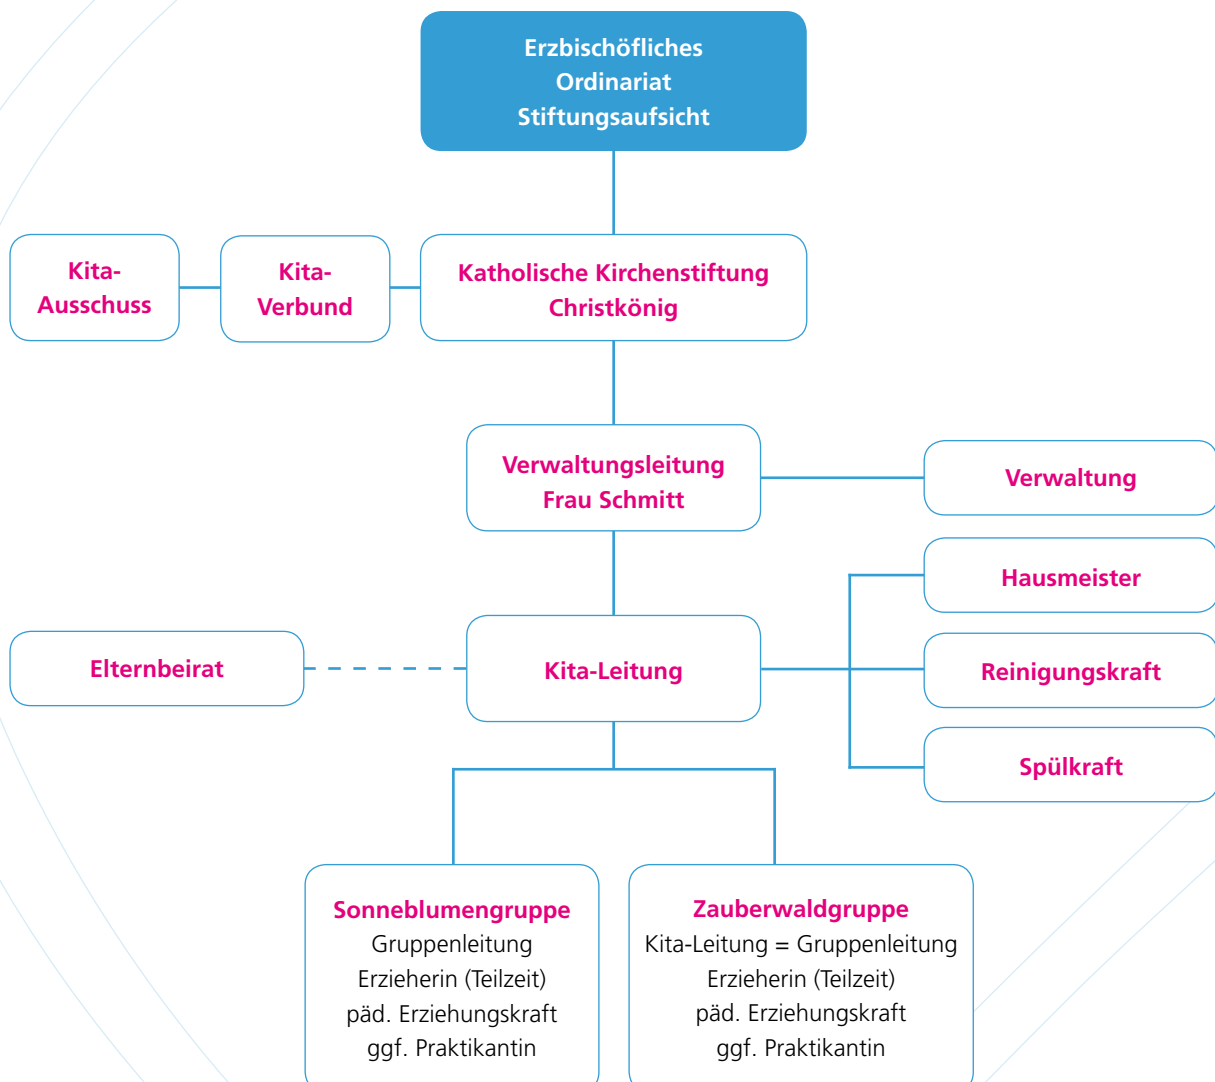 Erzbischöfliches
Ordinariat
Stiftungsaufsicht
Kita-
Ausschuss
Kita-
Verbund
Katholische Kirchenstiftung
Christkönig
Verwaltungsleitung
Frau Schmitt
Verwaltung
Hausmeister
Elternbeirat
Kita-Leitung
Reinigungskraft
Spülkraft
Sonneblumengruppe
Gruppenleitung
Erzieherin (Teilzeit)
päd. Erziehungskraft
ggf. Praktikantin
Zauberwaldgruppe
Kita-Leitung = Gruppenleitung
Erzieherin (Teilzeit)
päd. Erziehungskraft
ggf. Praktikantin